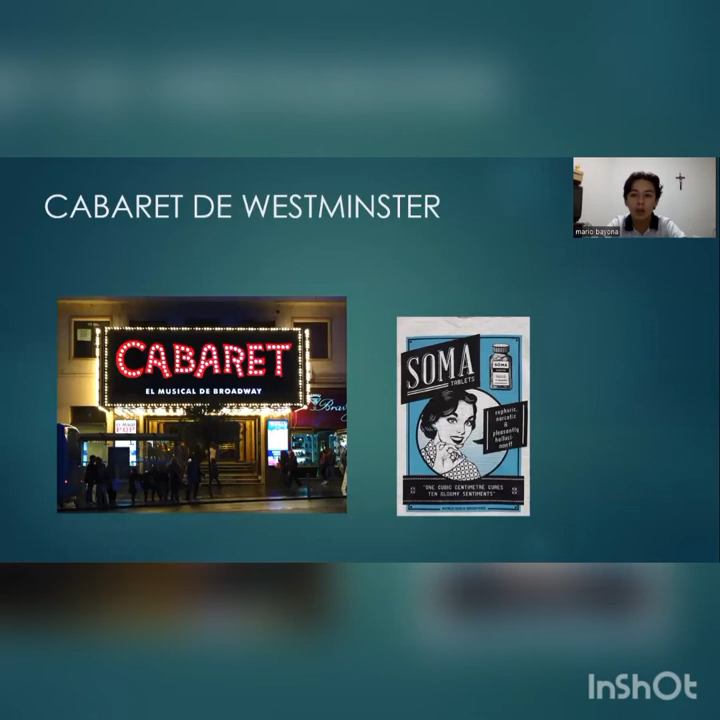 CABARET DE WESTMINSTER
mario bayona
CABARET
EL MUSICAL DE BROADWAY
SOMA
TABLETS
SOMA
euphoric,
narcotic
&
pleasantly
halluci-
nant!
"ONE CUBIC CENTIMETRE CURES
TEN GLOOMY SENTIMENTS"
InShOt